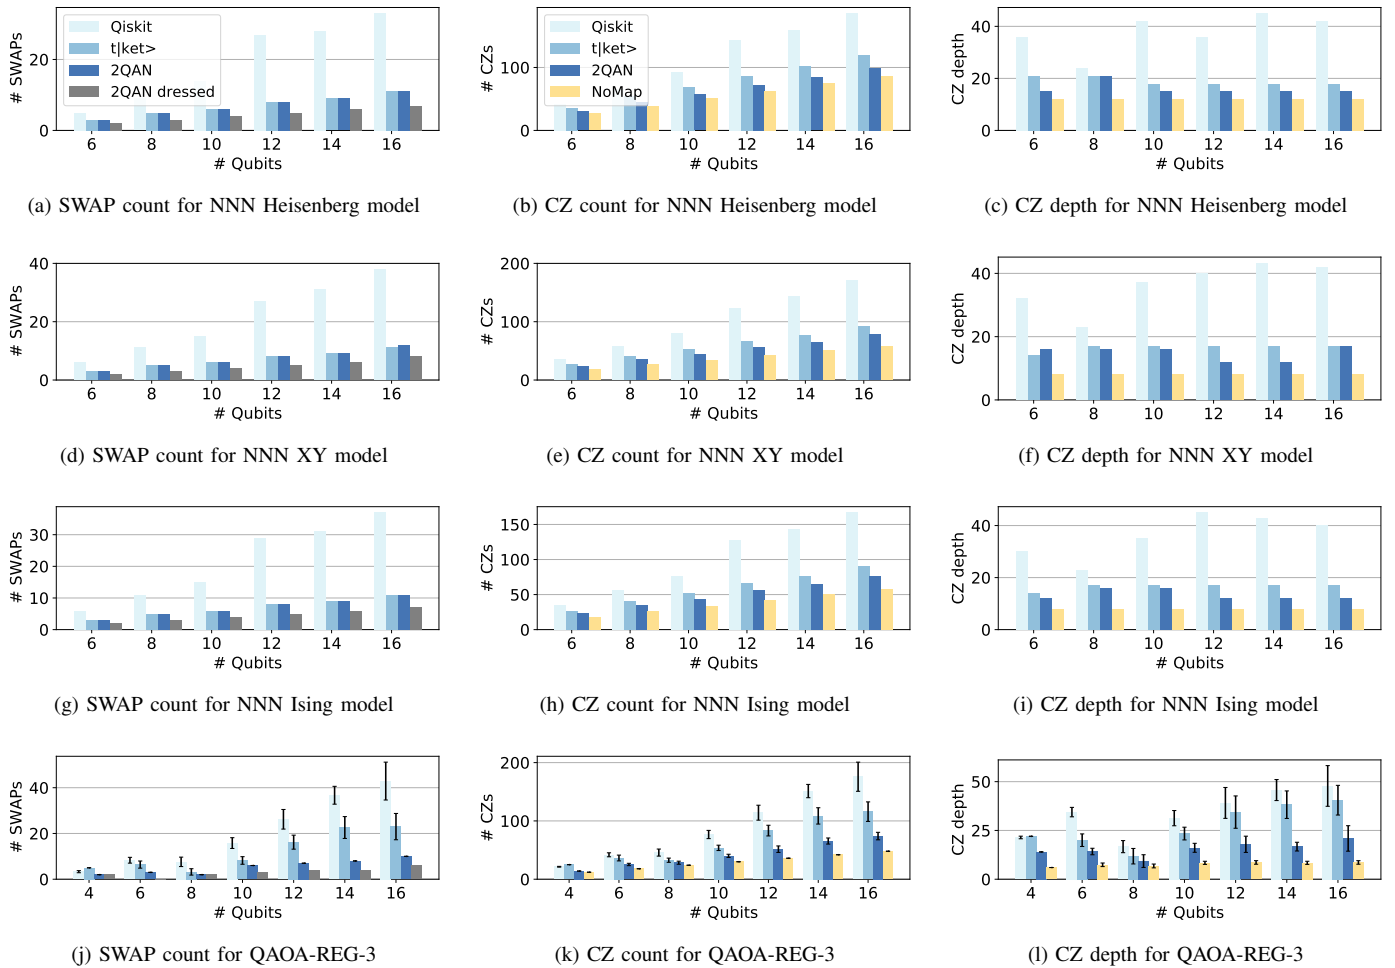 # SWAPs
20
0
Qiskit
t|ket>
2QAN
2QAN dressed
6 8 10 12 14 16
# Qubits
(a) SWAP count for NNN Heisenberg model
# CZs
100
0
Qiskit
t|ket>
2QAN
NoMap
6 8 10 12 14 16
# Qubits
(b) CZ count for NNN Heisenberg model
CZ depth
40
20
0
6 8 10 12 14 16
# Qubits
(c) CZ depth for NNN Heisenberg model
# SWAPs
40
20
0
6 8 10 12 14 16
# Qubits
(d) SWAP count for NNN XY model
# CZs
200
100
0
6 8 10 12 14 16
# Qubits
(e) CZ count for NNN XY model
CZ depth
40
20
0
6 8 10 12 14 16
# Qubits
(f) CZ depth for NNN XY model
# SWAPs
30
20
10
0
6 8 10 12 14 16
# Qubits
(g) SWAP count for NNN Ising model
# CZs
150
100
50
0
6 8 10 12 14 16
# Qubits
(h) CZ count for NNN Ising model
CZ depth
40
20
0
6 8 10 12 14 16
# Qubits
(i) CZ depth for NNN Ising model
# SWAPs
40
20
0
4 6 8 10 12 14 16
# Qubits
(j) SWAP count for QAOA-REG-3
# CZs
200
100
0
4 6 8 10 12 14 16
# Qubits
(k) CZ count for QAOA-REG-3
CZ depth
50
25
0
4 6 8 10 12 14 16
# Qubits
(l) CZ depth for QAOA-REG-3